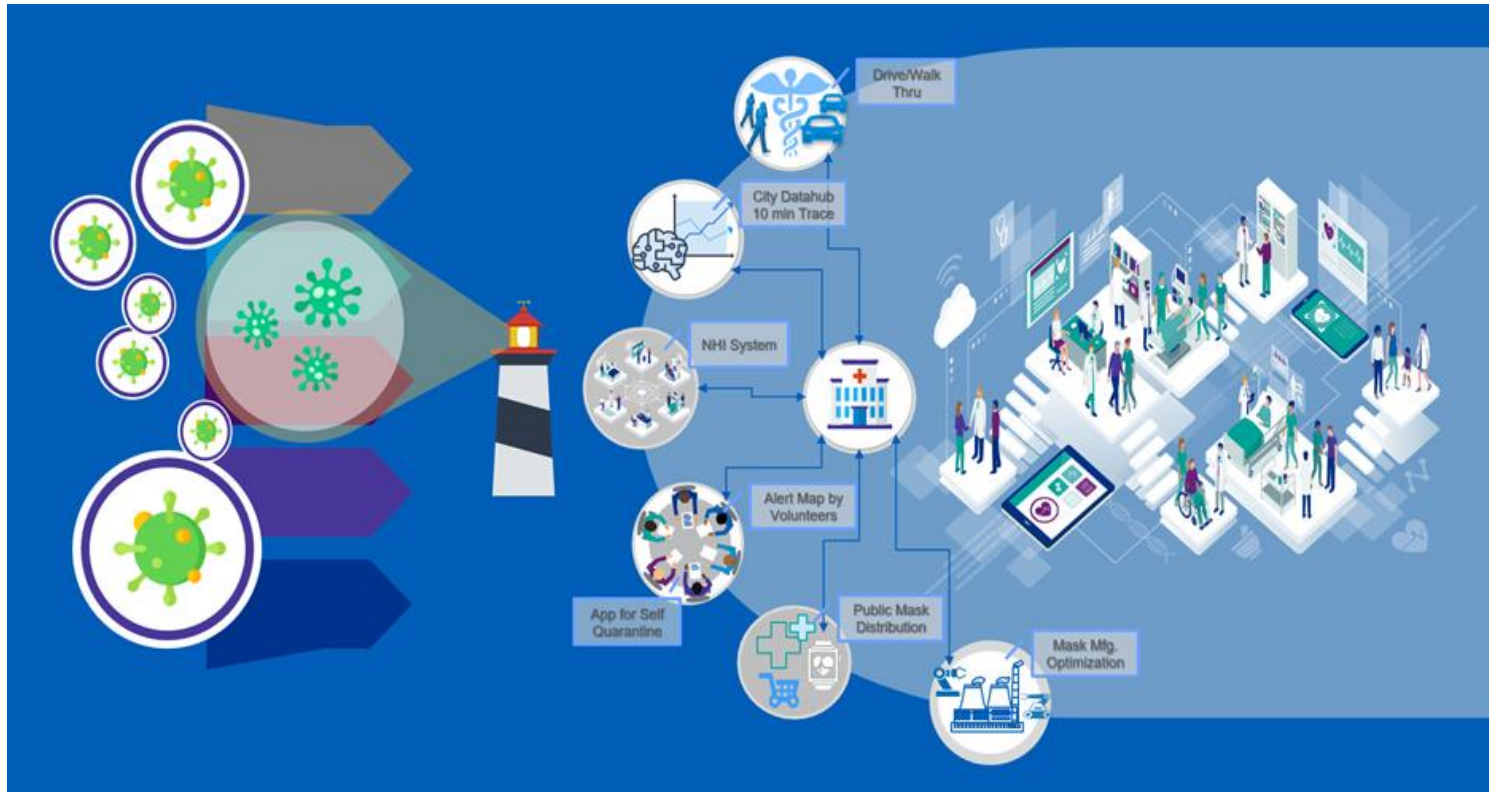 Drive/Walk
Thru
City Datahub
10 min Trace
NHI System
Alert Map by
Volunteers
App for Self
Quarantine
Public Mask
Distribution
Mask Mfg.
Optimization